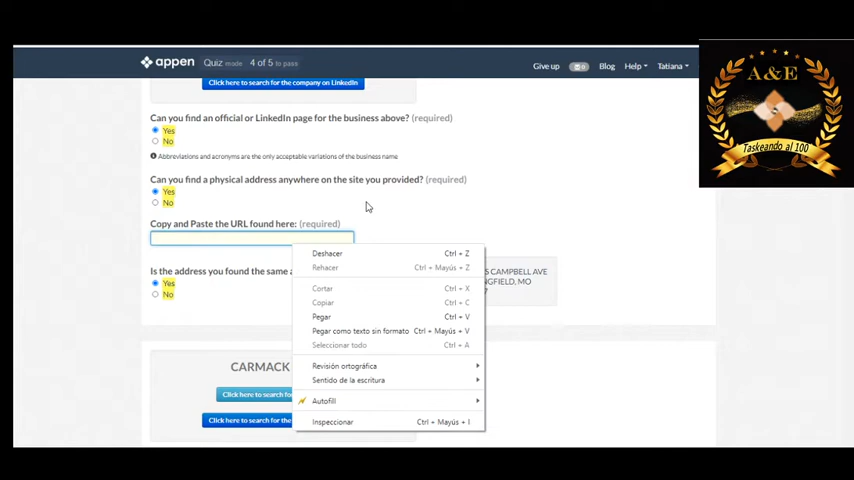 appen
Quiz mode 4 of 5 to pass
Give up
Blog
Help
Tatiana
A&E
Taskeando al 100
Click here to search for the company on LinkedIn
Can you find an official or LinkedIn page for the business above? (required)
Yes
No
Abbreviations and acronyms are the only acceptable variations of the business name
Can you find a physical address anywhere on the site you provided? (required)
Yes
No
Copy and Paste the URL found here: (required)
Is the address you found the same a
Yes
No
S CAMPBELL AVE
NGFIELD, MO
7
Deshacer Ctrl + Z
Rehacer Ctrl + Mayús + Z
Cortar Ctrl + X
Copiar Ctrl + C
Pegar Ctrl + V
Pegar como texto sin formato Ctrl + Mayús + V
Seleccionar todo Ctrl + A
Revisión ortográfica
Sentido de la escritura
Autofill
Inspeccionar Ctrl + Mayús + I
CARMACK
Click here to search for
Click here to search for the